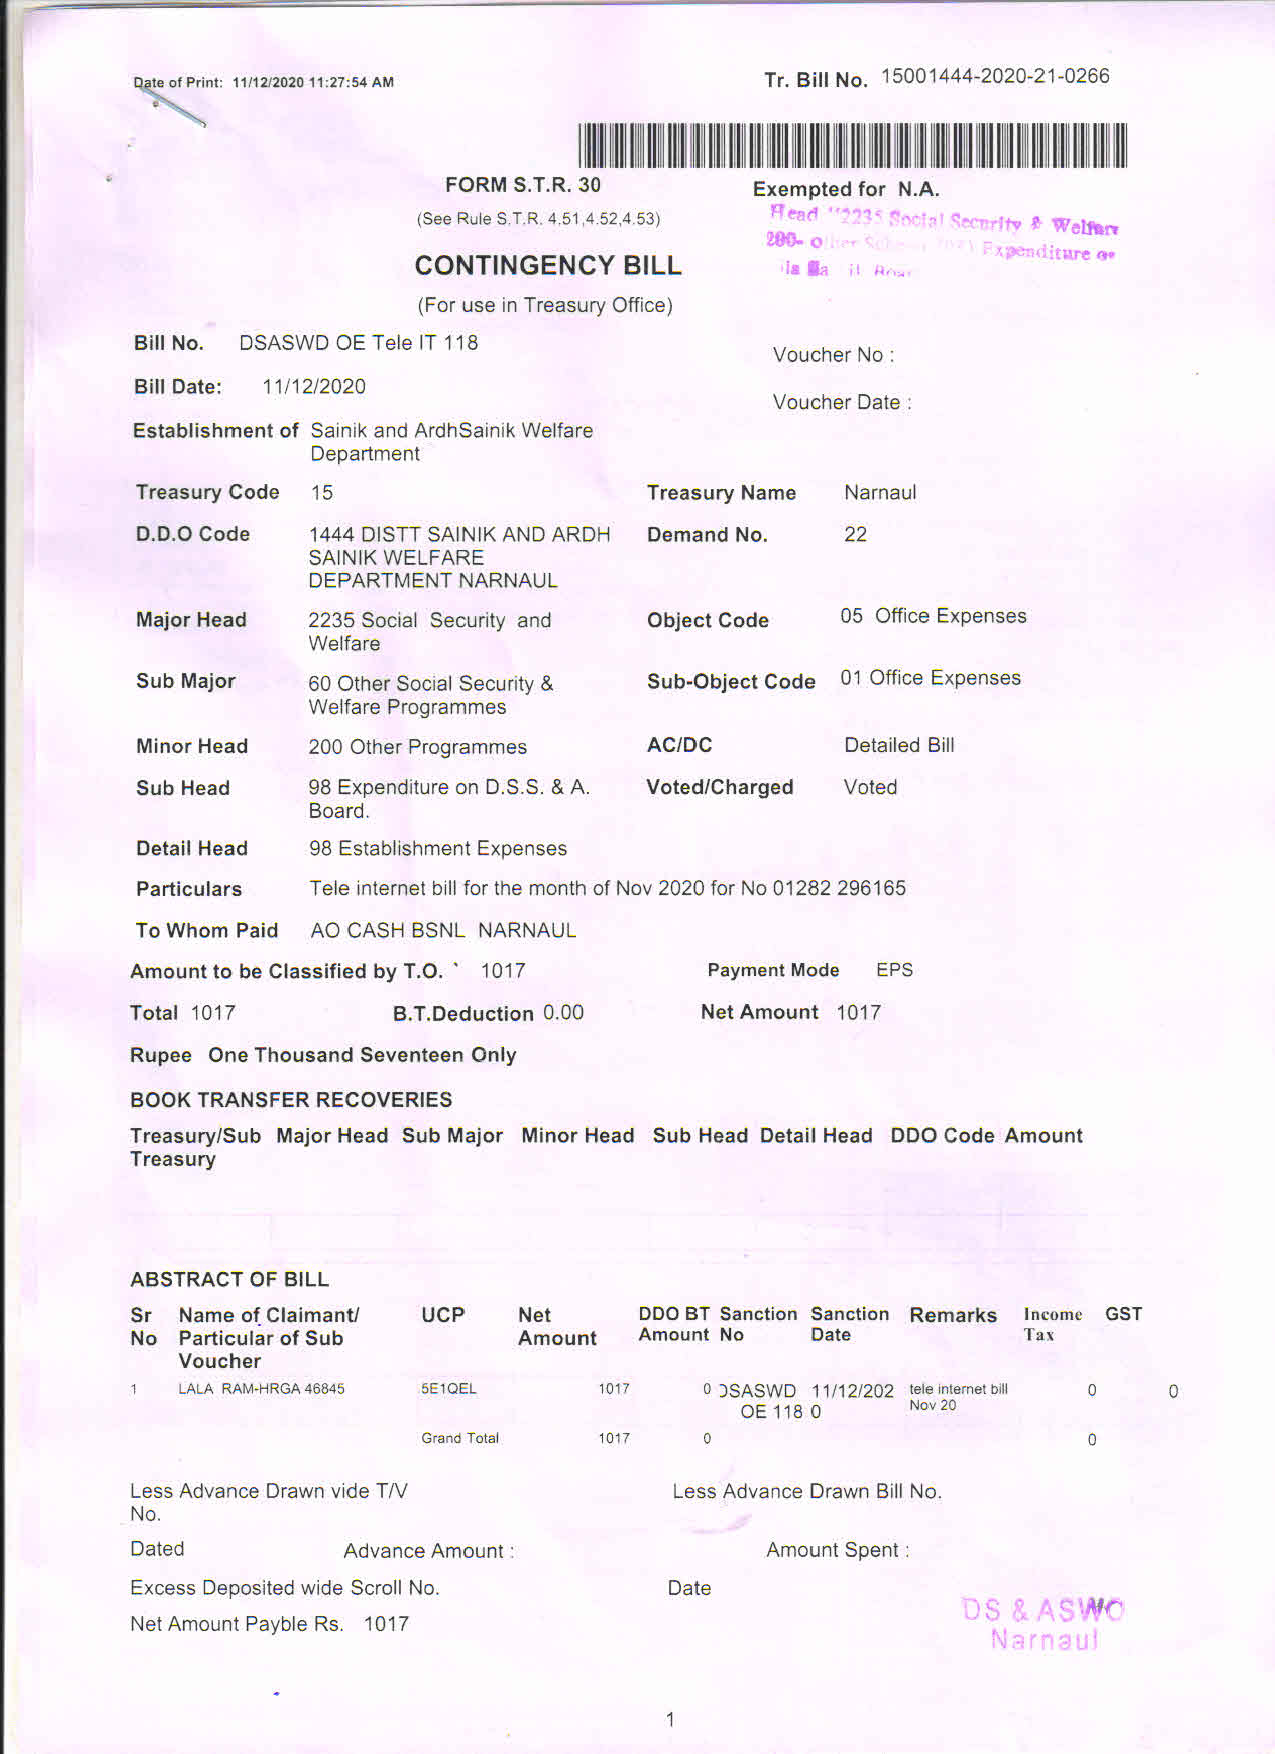 Date of Print: 11/12/2020 11:27:54 AM
Tr. Bill No. 15001444-2020-21-0266
FORM S.T.R. 30
Exempted for N.A.
(See Rule S.T.R. 4.51,4.52,4.53)
Head "2235 Social Security & Welfare
200- Expenditure
CONTINGENCY BILL
(For use in Treasury Office)
Bill No. DSASWD OE Tele IT 118
Voucher No :
Bill Date: 11/12/2020
Voucher Date :
Establishment of Sainik and ArdhSainik Welfare
Department
Treasury Code 15 Treasury Name Narnaul
D.D.O Code 1444 DISTT SAINIK AND ARDH Demand No. 22
SAINIK WELFARE
DEPARTMENT NARNAUL
Major Head 2235 Social Security and Object Code 05 Office Expenses
Welfare
Sub Major 60 Other Social Security & Sub-Object Code 01 Office Expenses
Welfare Programmes
Minor Head 200 Other Programmes AC/DC Detailed Bill
Sub Head 98 Expenditure on D.S.S. & A. Voted/Charged Voted
Board.
Detail Head 98 Establishment Expenses
Particulars Tele internet bill for the month of Nov 2020 for No 01282 296165
To Whom Paid AO CASH BSNL NARNAUL
Amount to be Classified by T.O. ` 1017 Payment Mode EPS
Total 1017 B.T.Deduction 0.00 Net Amount 1017
Rupee One Thousand Seventeen Only
BOOK TRANSFER RECOVERIES
Treasury/Sub Major Head Sub Major Minor Head Sub Head Detail Head DDO Code Amount
Treasury
ABSTRACT OF BILL
Sr Name of Claimant/ UCP Net DDO BT Sanction Sanction Remarks Income GST
No Particular of Sub Amount Amount No Date Tax
Voucher
1 LALA RAM-HRGA 46845 5E1QEL 1017 0 DSASWD 11/12/202 tele internet bill 0 0
OE 118 0 Nov 20
Grand Total 1017 0 0
Less Advance Drawn vide T/V Less Advance Drawn Bill No.
No.
Dated Advance Amount : Amount Spent :
Excess Deposited wide Scroll No. Date
Net Amount Payble Rs. 1017
DS & ASWO
Narnaul
1